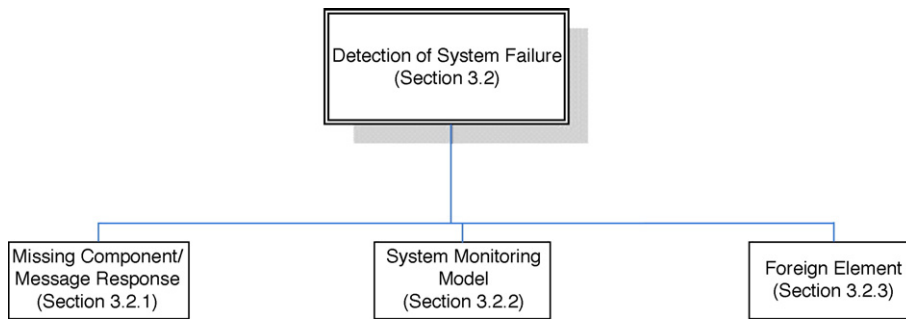 Detection of System Failure
(Section 3.2)
Missing Component/
Message Response
(Section 3.2.1)
System Monitoring
Model
(Section 3.2.2)
Foreign Element
(Section 3.2.3)